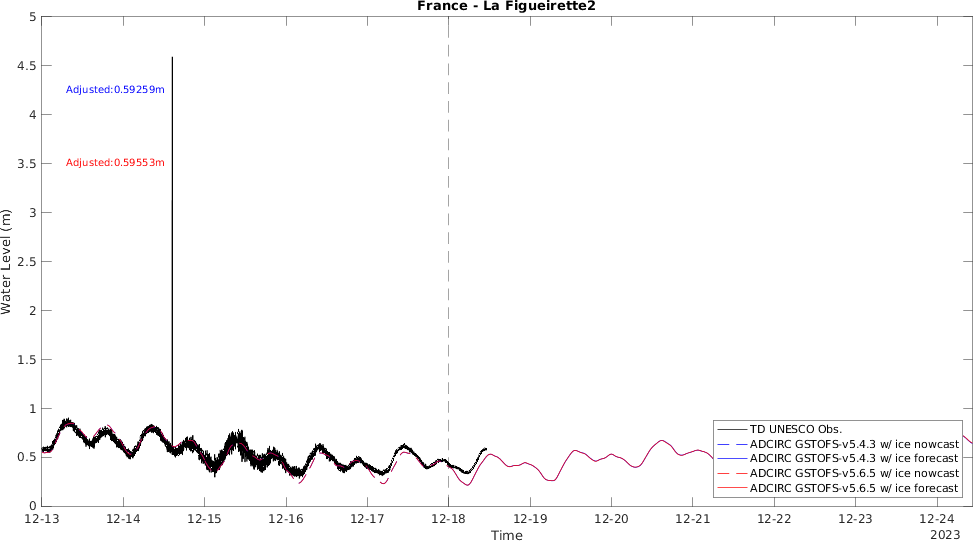 France - La Figueirette2
5
4.5
4
3.5
3
2.5
2
1.5
1
0.5
0
Water Level (m)
Adjusted:0.59259m
Adjusted:0.59553m
TD UNESCO Obs.
ADCIRC GSTOFS-v5.4.3 w/ ice nowcast
ADCIRC GSTOFS-v5.4.3 w/ ice forecast
ADCIRC GSTOFS-v5.6.5 w/ ice nowcast
ADCIRC GSTOFS-v5.6.5 w/ ice forecast
12-13 12-14 12-15 12-16 12-17 12-18 12-19 12-20 12-21 12-22 12-23 12-24
2023
Time